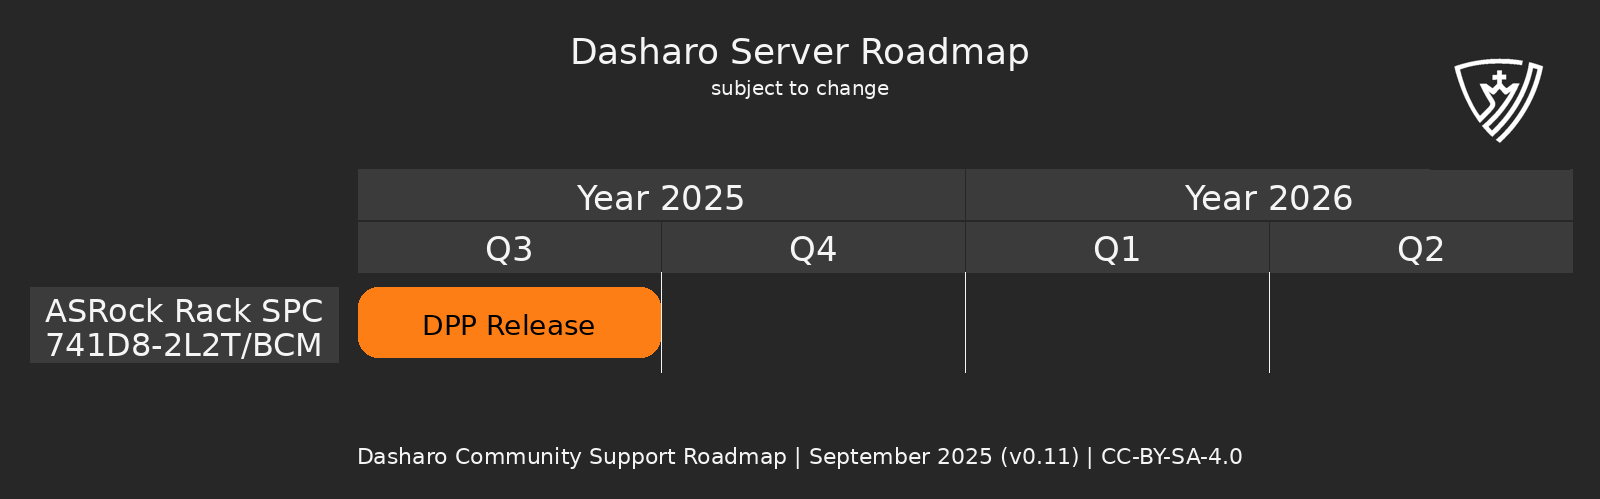 Dasharo Server Roadmap
subject to change
Year 2025
Year 2026
Q3
Q4
Q1
Q2
ASRock Rack SPC
741D8-2L2T/BCM
DPP Release
Dasharo Community Support Roadmap | September 2025 (v0.11) | CC-BY-SA-4.0